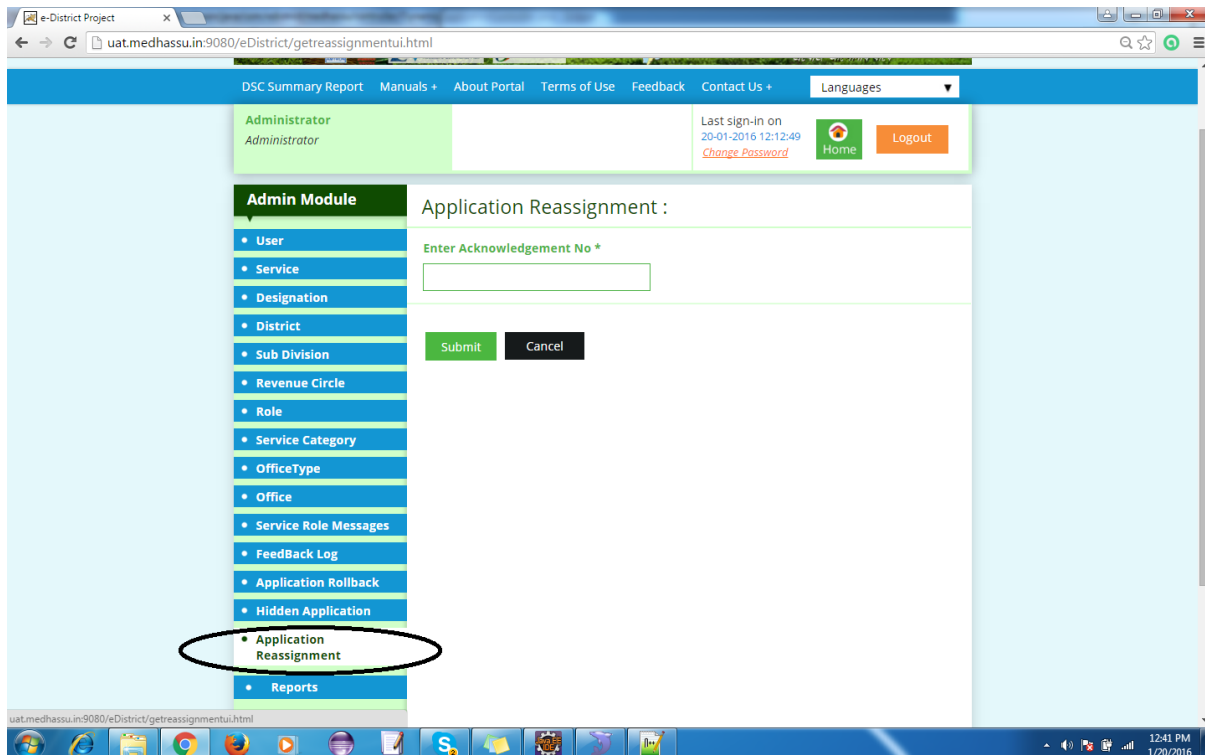 e-District Project
uat.medhassu.in:9080/eDistrict/getreassignmentui.html
DSC Summary Report Manuals + About Portal Terms of Use Feedback Contact Us + Languages
Administrator
Administrator
Last sign-in on
20-01-2016 12:12:49
Change Password
Home
Logout
Admin Module
User
Service
Designation
District
Sub Division
Revenue Circle
Role
Service Category
OfficeType
Office
Service Role Messages
FeedBack Log
Application Rollback
Hidden Application
Application
Reassignment
Reports
Application Reassignment :
Enter Acknowledgement No *
Submit Cancel
uat.medhassu.in:9080/eDistrict/getreassignmentui.html
12:41 PM
1/20/2016